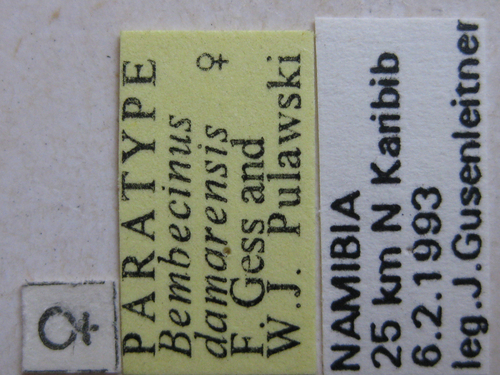 ♀
PARATYPE ♀
Bembecinus
damarensis
F. Gess and
W. J. Pulawski
NAMIBIA
25 km N Karibib
6.2.1993
leg.J.Gusenleitner